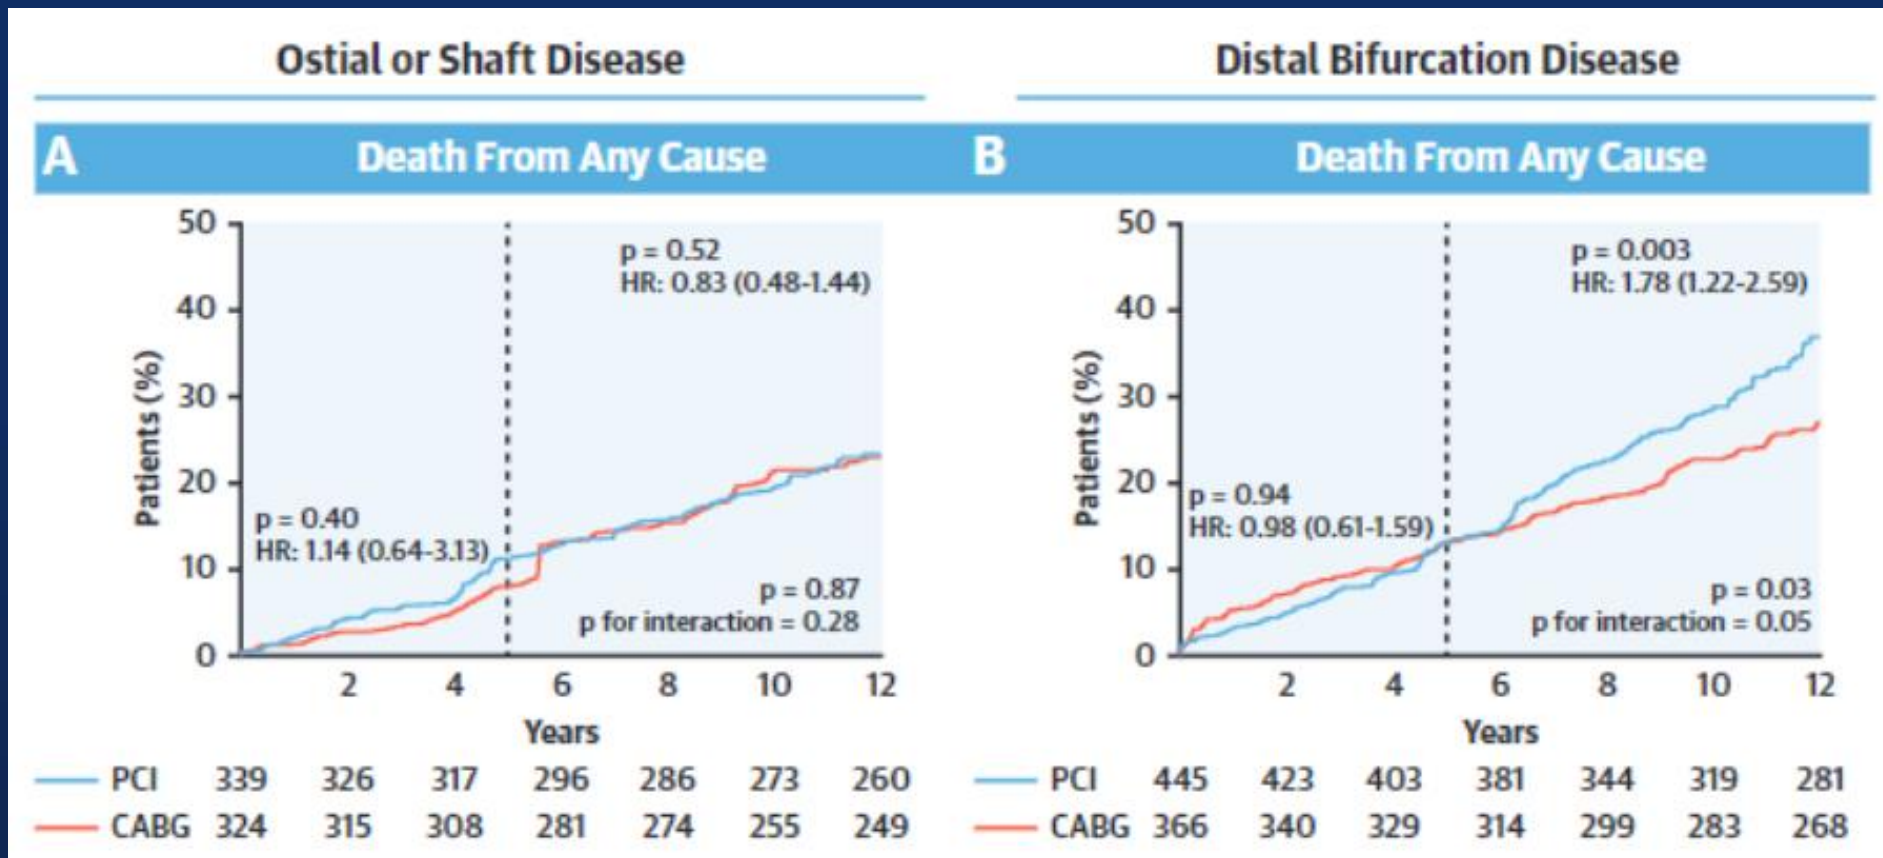 Ostial or Shaft Disease
Distal Bifurcation Disease
A Death From Any Cause
B Death From Any Cause
50
40
30
20
10
0
Patients (%)
p = 0.52
HR: 0.83 (0.48-1.44)
p = 0.40
HR: 1.14 (0.64-3.13)
p = 0.87
p for interaction = 0.28
2 4 6 8 10 12
Years
PCI 339 326 317 296 286 273 260
CABG 324 315 308 281 274 255 249
50
40
30
20
10
0
Patients (%)
p = 0.003
HR: 1.78 (1.22-2.59)
p = 0.94
HR: 0.98 (0.61-1.59)
p = 0.03
p for interaction = 0.05
2 4 6 8 10 12
Years
PCI 445 423 403 381 344 319 281
CABG 366 340 329 314 299 283 268